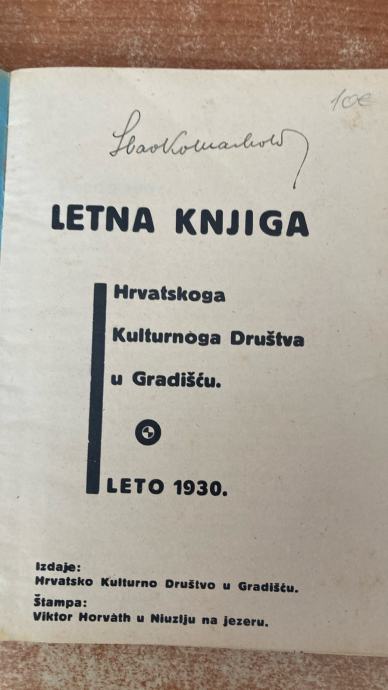 10€
LETNA KNJIGA
Hrvatskoga
Kulturnoga Društva
u Gradišću.
LETO 1930.
Izdaje:
Hrvatsko Kulturno Društvo u Gradišću.
Štampa:
Viktor Horvàth u Niuzlju na jezeru.